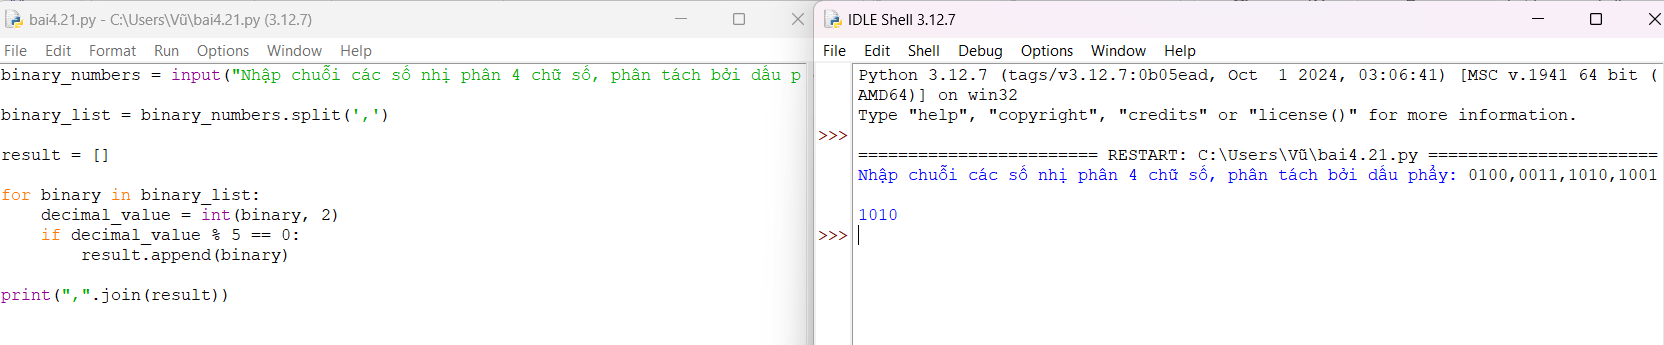 bai4.21.py - C:\Users\Vũ\bai4.21.py (3.12.7)
File Edit Format Run Options Window Help
binary_numbers = input("Nhập chuỗi các số nhị phân 4 chữ số, phân tách bởi dấu p
binary_list = binary_numbers.split(',')
result = []
for binary in binary_list:
    decimal_value = int(binary, 2)
    if decimal_value % 5 == 0:
        result.append(binary)
print(",".join(result))
IDLE Shell 3.12.7
File Edit Shell Debug Options Window Help
Python 3.12.7 (tags/v3.12.7:0b05ead, Oct  1 2024, 03:06:41) [MSC v.1941 64 bit (
AMD64)] on win32
Type "help", "copyright", "credits" or "license()" for more information.
>>>
======================== RESTART: C:\Users\Vũ\bai4.21.py =======================
Nhập chuỗi các số nhị phân 4 chữ số, phân tách bởi dấu phẩy: 0100,0011,1010,1001
1010
>>>